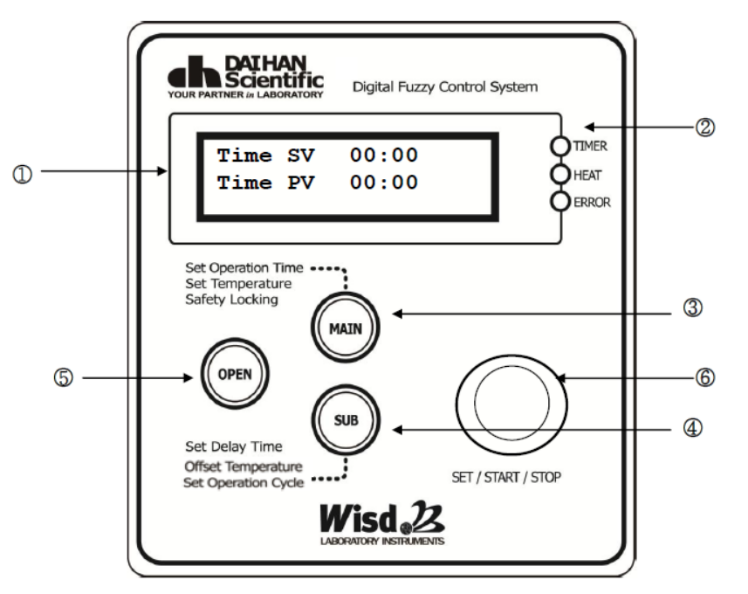 DAIHAN
Scientific
YOUR PARTNER in LABORATORY
Digital Fuzzy Control System
②
TIMER
Time SV 00:00
①
HEAT
Time PV 00:00
ERROR
Set Operation Time
Set Temperature
Safety Locking
③
MAIN
⑤
OPEN
⑥
SUB
④
Set Delay Time
Offset Temperature
Set Operation Cycle
SET / START / STOP
Wisd
LABORATORY INSTRUMENTS